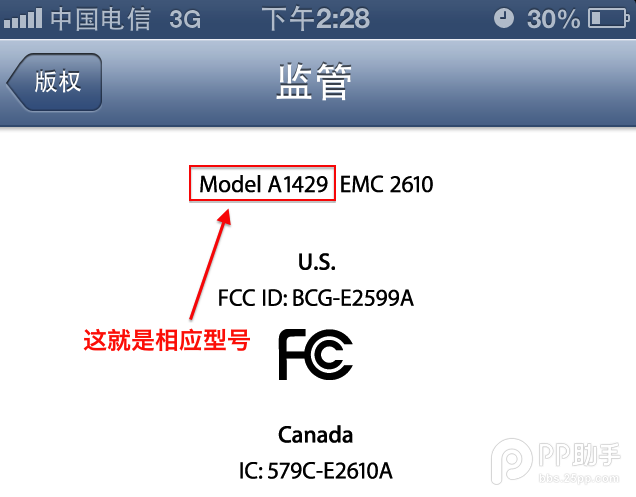 中国电信 3G 下午2:28 30%
版权 监管
Model A1429 EMC 2610
U.S.
FCC ID: BCG-E2599A
这就是相应型号
FC
Canada
IC: 579C-E2610A
PP助手
bbs.25pp.com